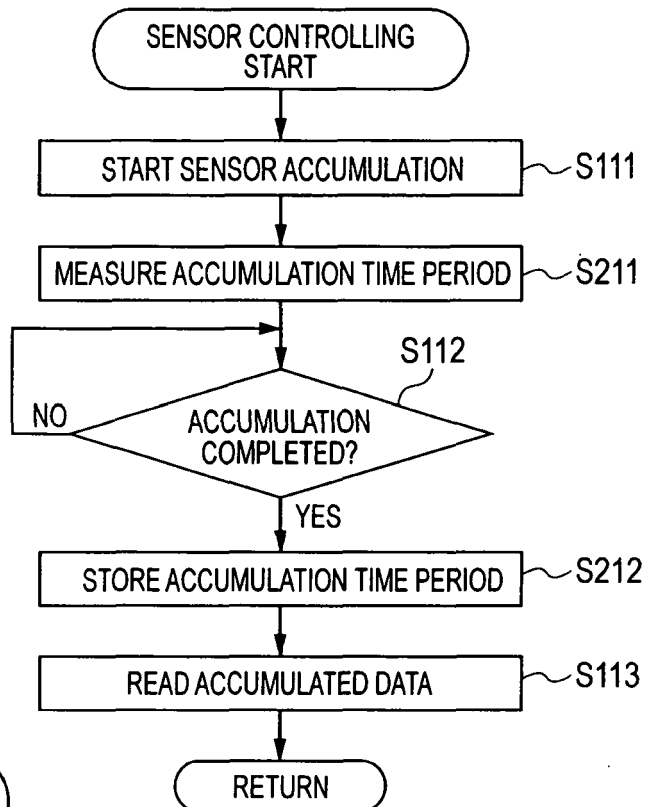 SENSOR CONTROLLING
START
START SENSOR ACCUMULATION
S111
MEASURE ACCUMULATION TIME PERIOD
S211
S112
NO
ACCUMULATION
COMPLETED?
YES
STORE ACCUMULATION TIME PERIOD
S212
READ ACCUMULATED DATA
S113
RETURN